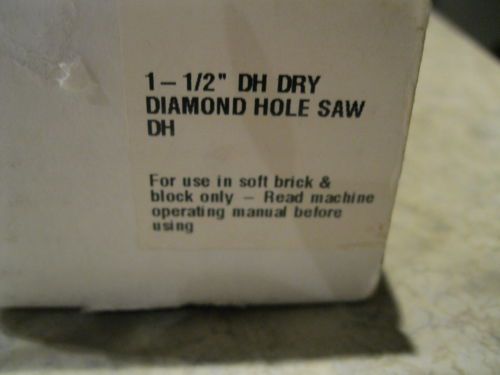 1–1/2" DH DRY
DIAMOND HOLE SAW
DH
For use in soft brick &
block only – Read machine
operating manual before
using